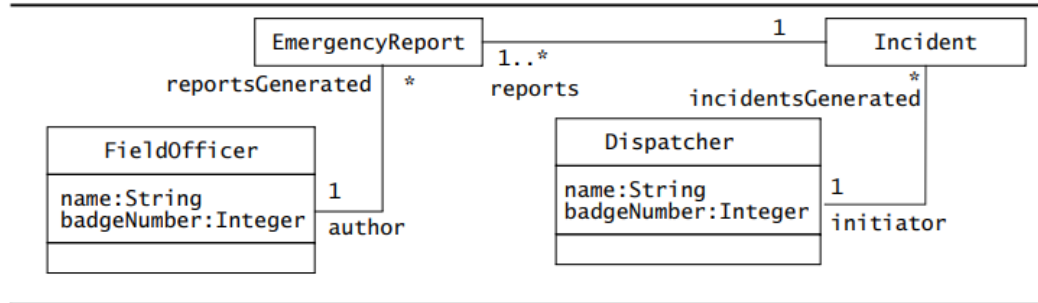 EmergencyReport
1..*
reports
1
Incident
reportsGenerated
*
*
incidentsGenerated
FieldOfficer
name:String
badgeNumber:Integer
1
author
Dispatcher
name:String
badgeNumber:Integer
1
initiator